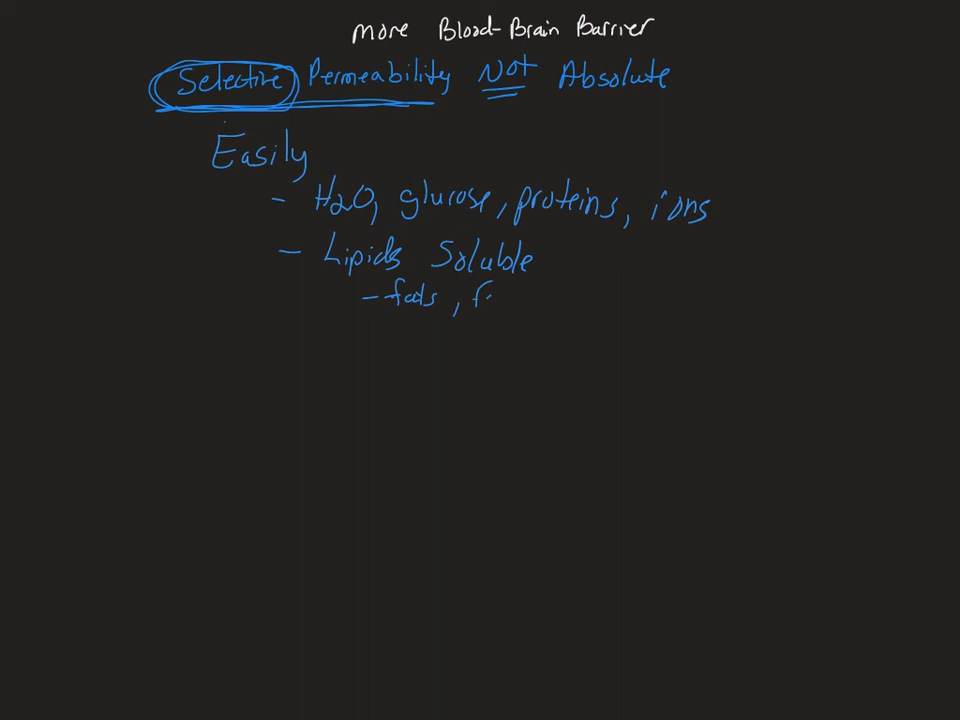 More Blood-Brain Barrier
Selective Permeability Not Absolute
Easily
- H2O, glucose, proteins, ions
- Lipids Soluble
- fats, f